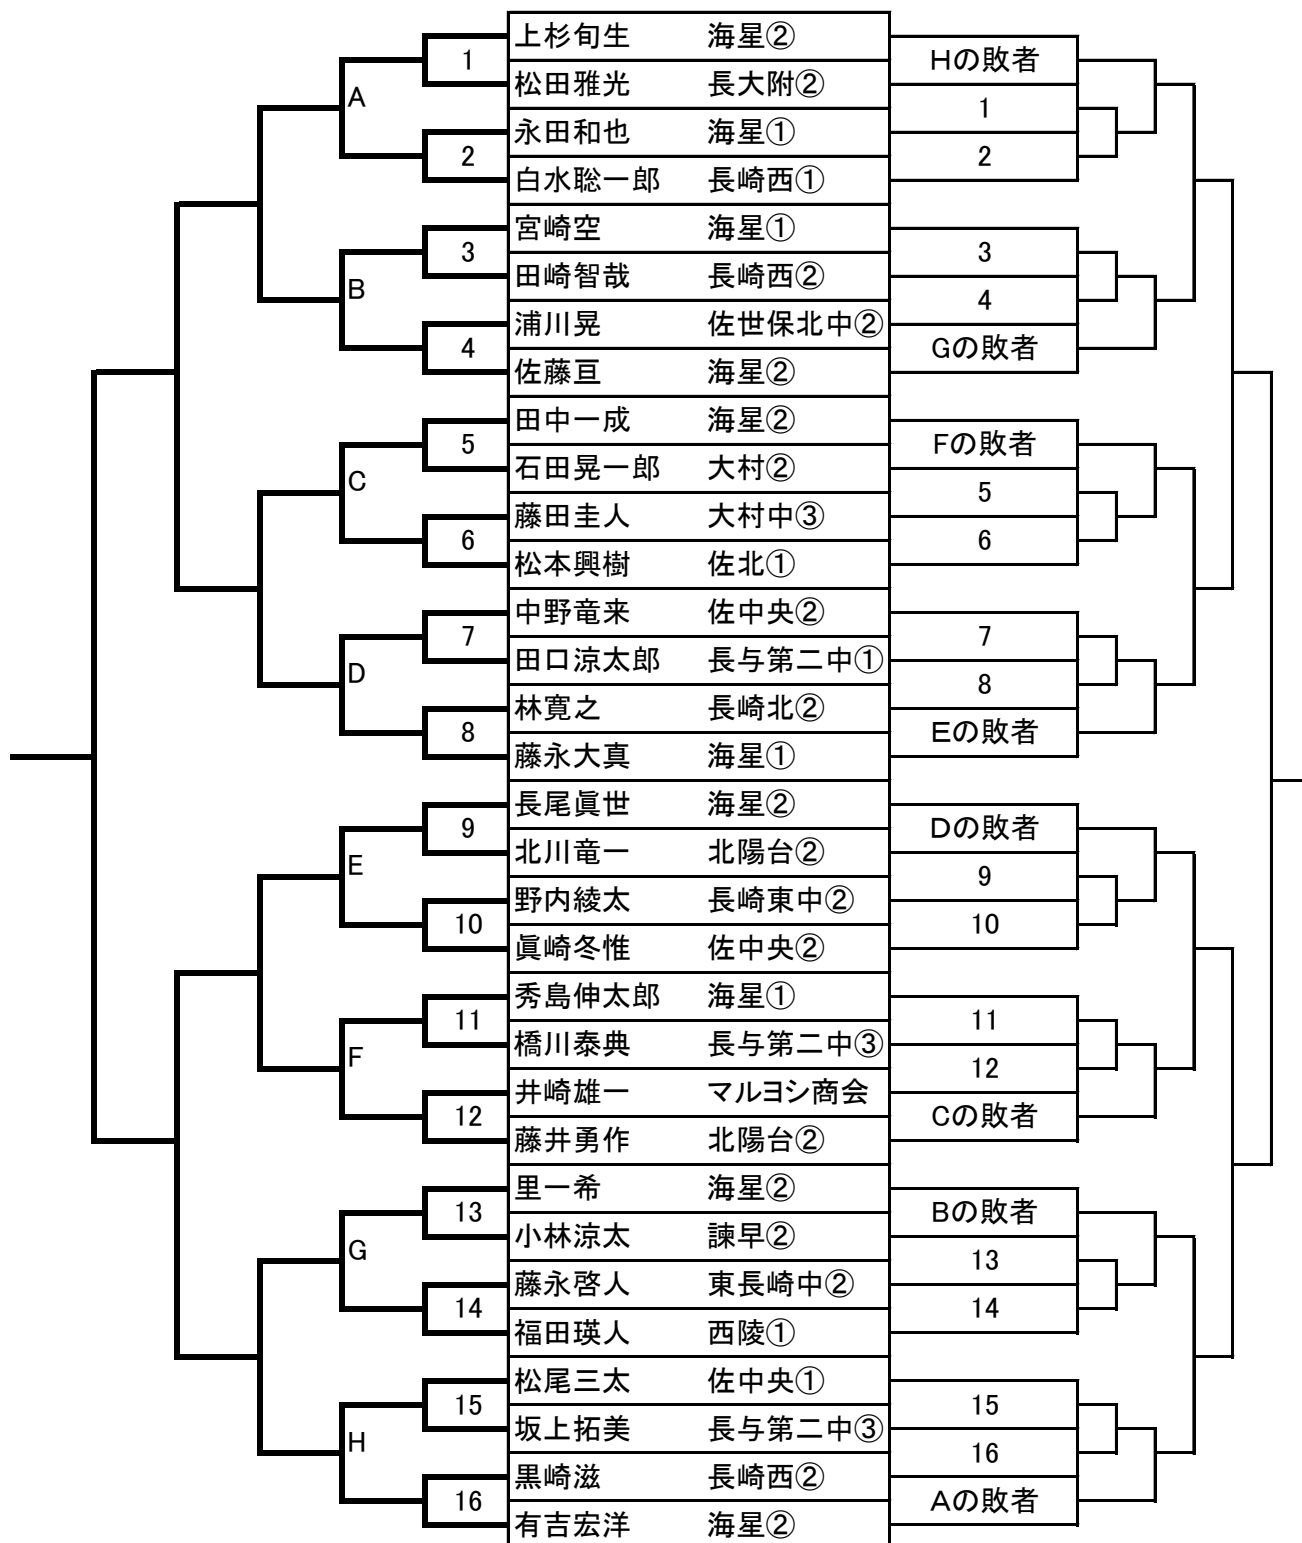 上杉旬生 海星②
1 Hの敗者
松田雅光 長大附②
A 1
永田和也 海星①
2 2
白水聡一郎 長崎西①
宮崎空 海星①
3 3
田崎智哉 長崎西②
B 4
浦川晃 佐世保北中②
4 Gの敗者
佐藤亘 海星②
田中一成 海星②
5 Fの敗者
石田晃一郎 大村②
C 5
藤田圭人 大村中③
6 6
松本興樹 佐北①
中野竜来 佐中央②
7 7
田口涼太郎 長与第二中①
D 8
林寛之 長崎北②
8 Eの敗者
藤永大真 海星①
長尾眞世 海星②
9 Dの敗者
北川竜一 北陽台②
E 9
野内綾太 長崎東中②
10 10
眞崎冬惟 佐中央②
秀島伸太郎 海星①
11 11
橋川泰典 長与第二中③
F 12
井崎雄一 マルヨシ商会
12 Cの敗者
藤井勇作 北陽台②
里一希 海星②
13 Bの敗者
小林涼太 諫早②
G 13
藤永啓人 東長崎中②
14 14
福田瑛人 西陵①
松尾三太 佐中央①
15 15
坂上拓美 長与第二中③
H 16
黒崎滋 長崎西②
16 Aの敗者
有吉宏洋 海星②